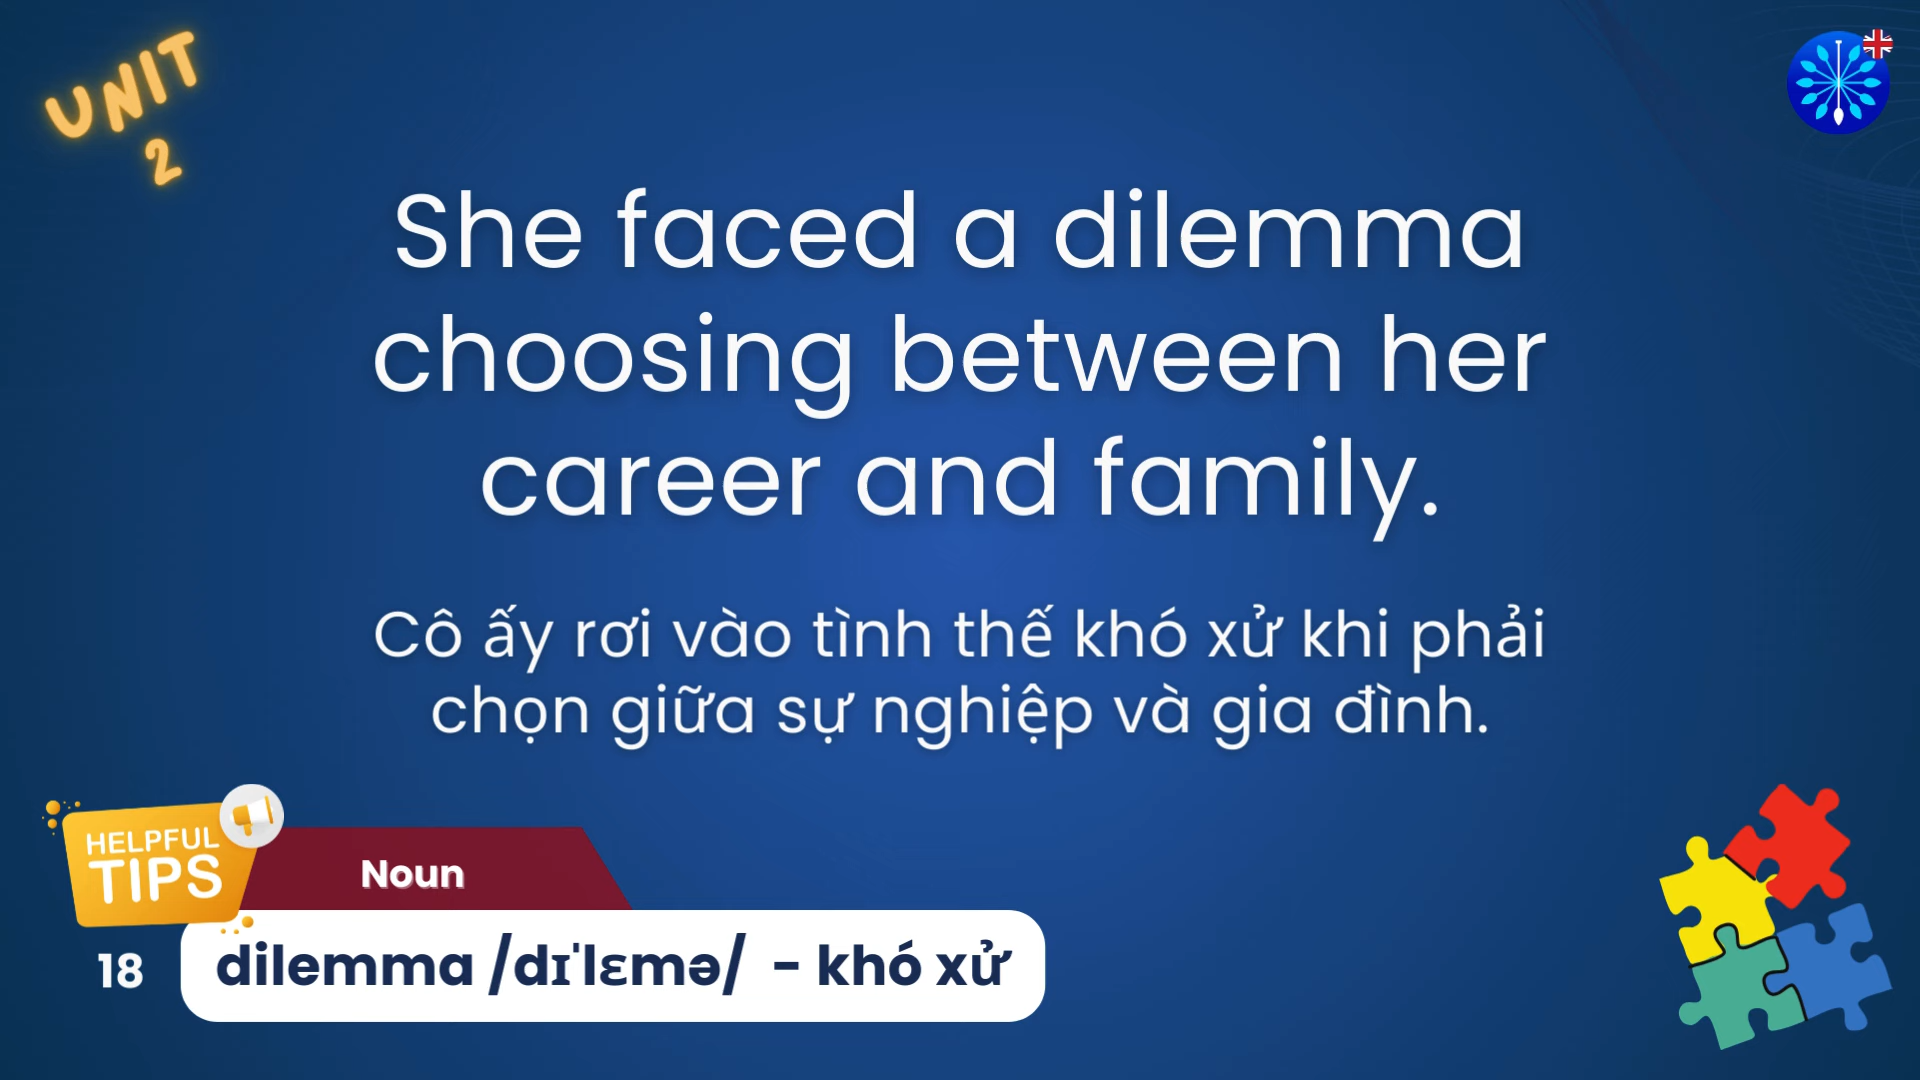 UNIT
2
She faced a dilemma
choosing between her
career and family.
Cô ấy rơi vào tình thế khó xử khi phải
chọn giữa sự nghiệp và gia đình.
HELPFUL
TIPS
Noun
18
dilemma /dɪˈlɛmə/ - khó xử